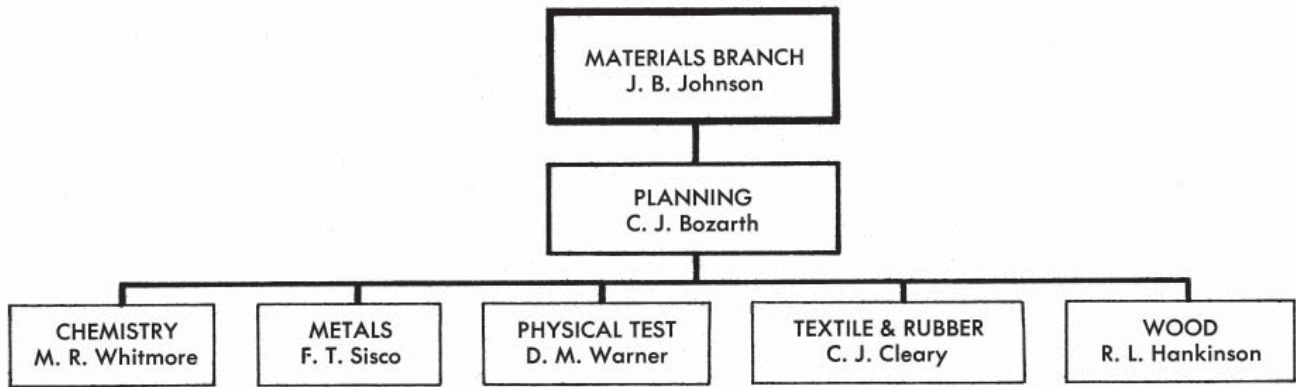 MATERIALS BRANCH
J. B. Johnson
PLANNING
C. J. Bozarth
CHEMISTRY
M. R. Whitmore
METALS
F. T. Sisco
PHYSICAL TEST
D. M. Warner
TEXTILE & RUBBER
C. J. Cleary
WOOD
R. L. Hankinson